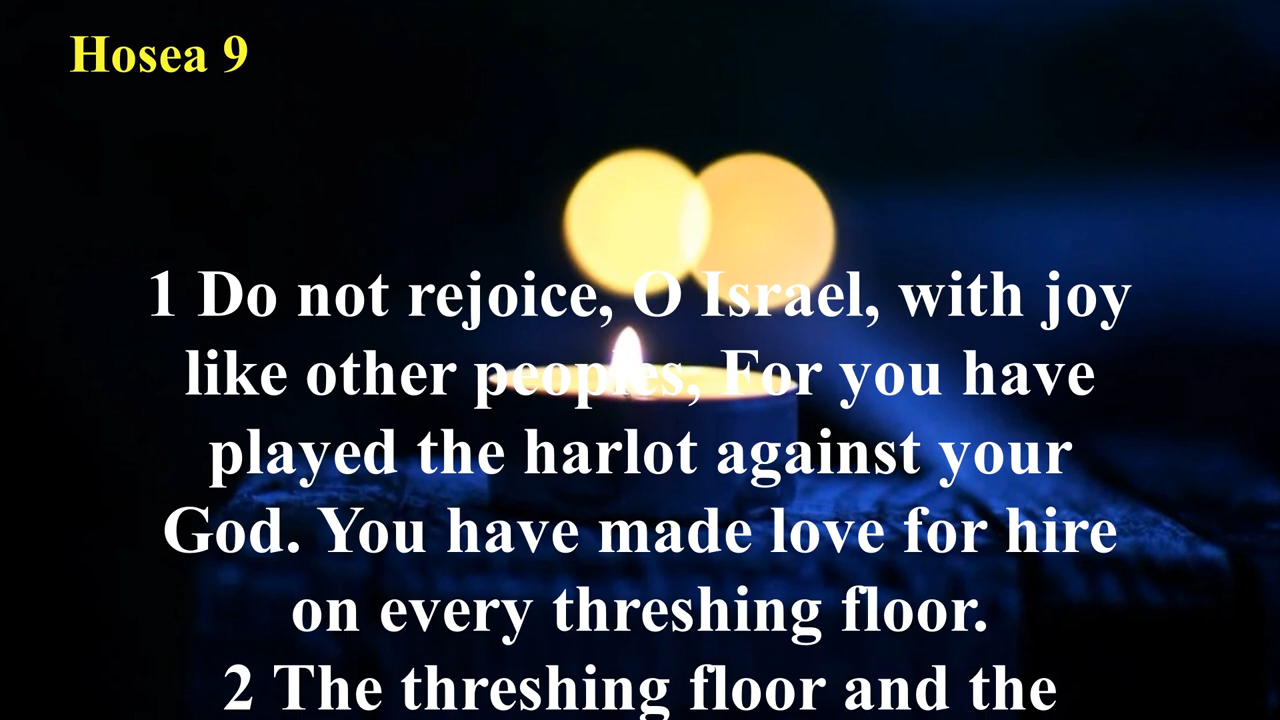 Hosea 9
1 Do not rejoice, O Israel, with joy
like other peoples, For you have
played the harlot against your
God. You have made love for hire
on every threshing floor.
2 The threshing floor and the